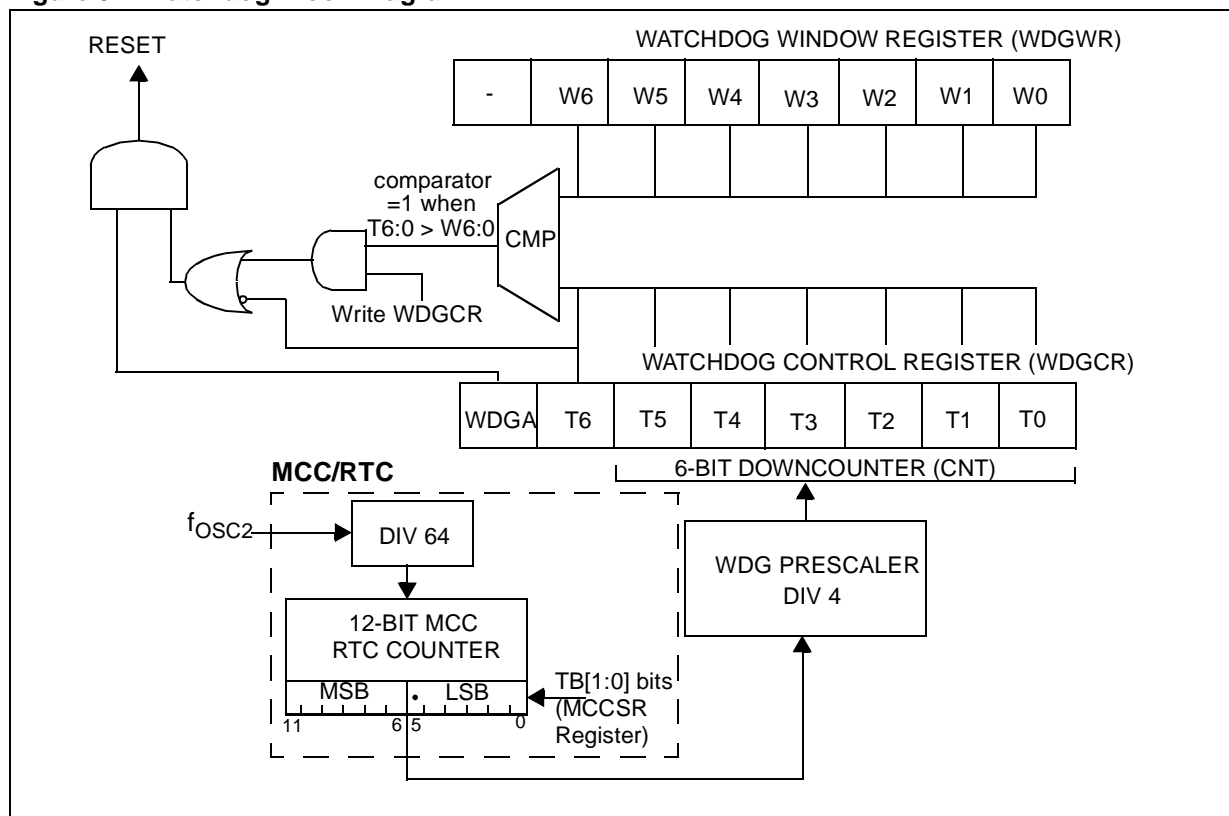 RESET
WATCHDOG WINDOW REGISTER (WDGWR)
- W6 W5 W4 W3 W2 W1 W0
comparator
=1 when
T6:0 > W6:0
CMP
Write WDGCR
WATCHDOG CONTROL REGISTER (WDGCR)
WDGA T6 T5 T4 T3 T2 T1 T0
6-BIT DOWNCOUNTER (CNT)
MCC/RTC
fOSC2
DIV 64
WDG PRESCALER
DIV 4
12-BIT MCC
RTC COUNTER
MSB LSB
11 6 5 0
TB[1:0] bits
(MCCSR
Register)